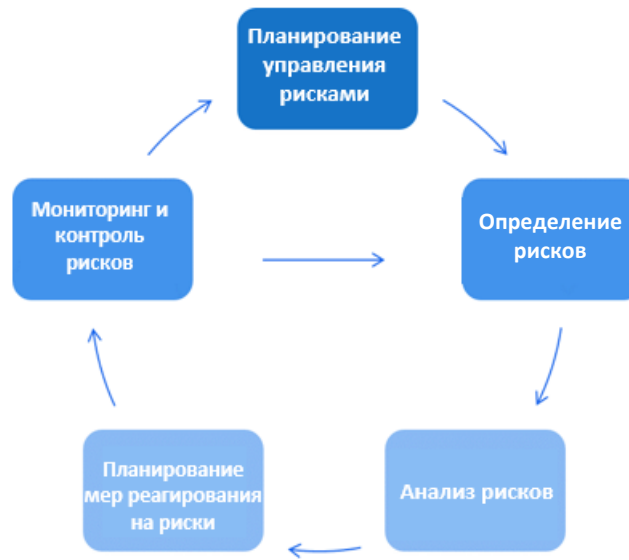 Планирование
управления
рисками
Мониторинг и
контроль
рисков
Определение
рисков
Планирование
мер реагирования
на риски
Анализ рисков